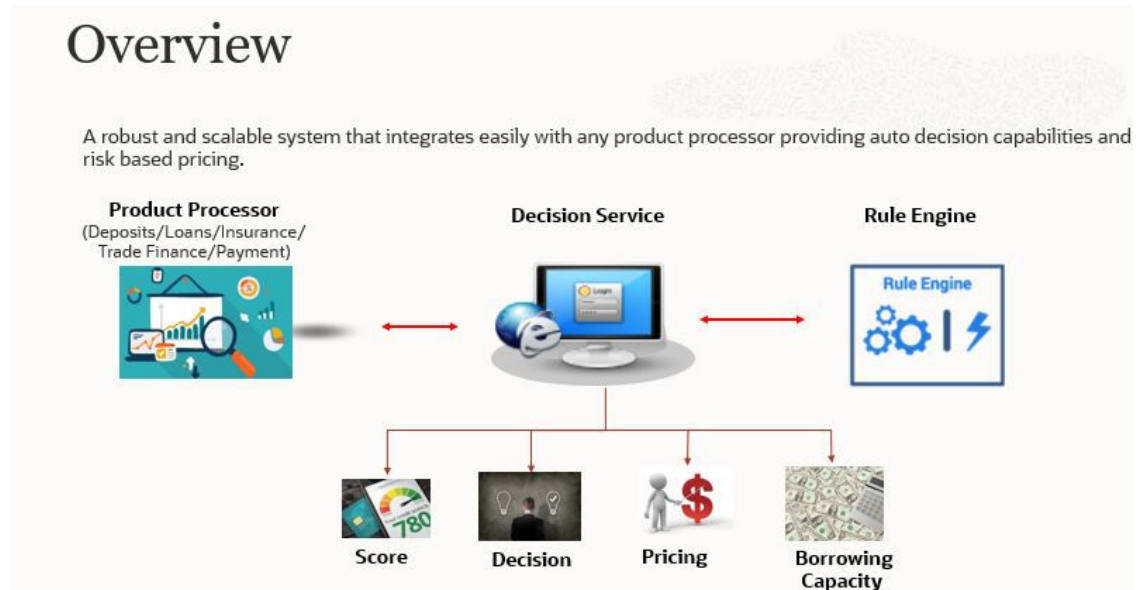 Overview
A robust and scalable system that integrates easily with any product processor providing auto decision capabilities and
risk based pricing.
Product Processor
(Deposits/Loans/Insurance/
Trade Finance/Payment)
Decision Service
Rule Engine
Login
Rule Engine
780
Score
Decision
Pricing
Borrowing
Capacity